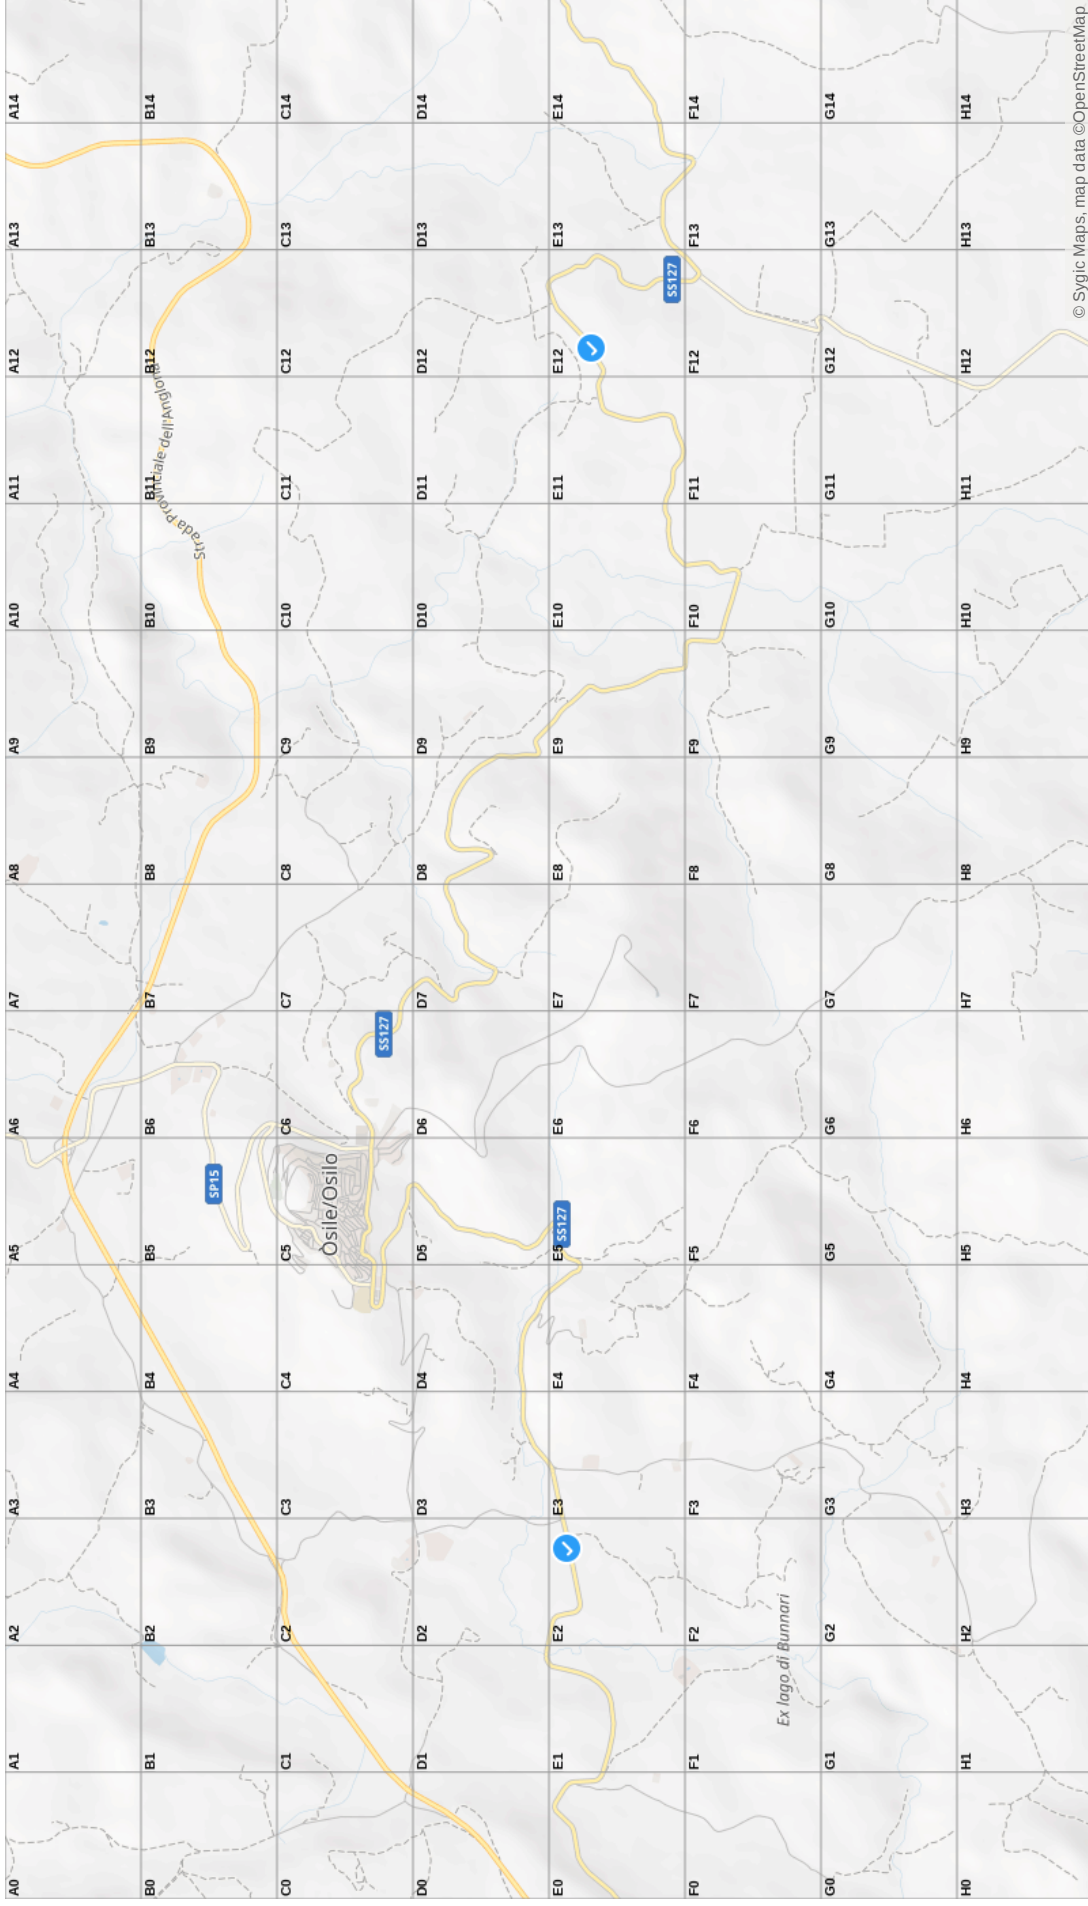 A14
B14
C14
D14
E14
F14
G14
H14
A13
B13
C13
D13
E13
F13
G13
H13
SS127
A12
B12
C12
D12
E12
F12
G12
H12
Strada Provinciale dell'Anglona
A11
B11
C11
D11
E11
F11
G11
H11
A10
B10
C10
D10
E10
F10
G10
H10
A9
B9
C9
D9
E9
F9
G9
H9
A8
B8
C8
D8
E8
F8
G8
H8
A7
B7
C7
D7
E7
F7
G7
H7
SS127
A6
B6
C6
D6
E6
F6
G6
H6
SP15
Osile/Osilo
SS127
A5
B5
C5
D5
E5
F5
G5
H5
A4
B4
C4
D4
E4
F4
G4
H4
A3
B3
C3
D3
E3
F3
G3
H3
A2
B2
C2
D2
E2
F2
G2
H2
Ex lago di Bunnari
A1
B1
C1
D1
E1
F1
G1
H1
A0
B0
C0
D0
E0
F0
G0
H0
© Sygic Maps, map data ©OpenStreetMap